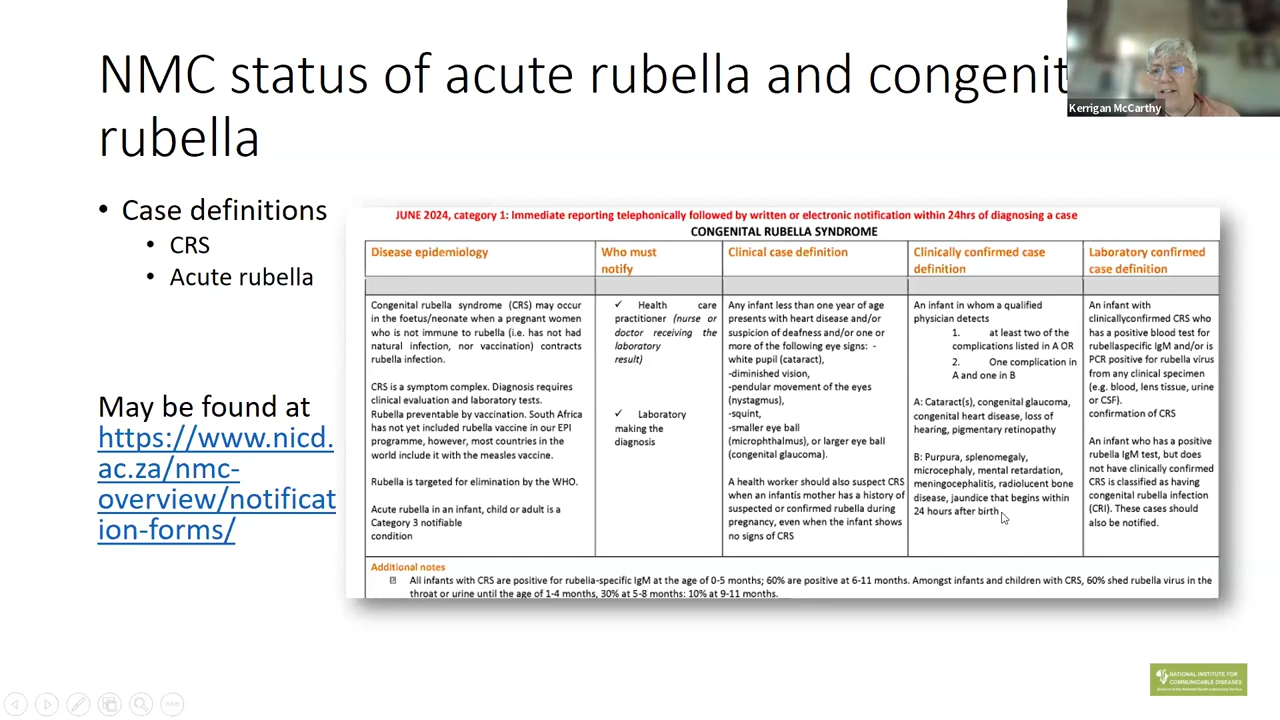 NMC status of acute rubella and congenit
rubella
Kerrigan McCarthy
• Case definitions
• CRS
• Acute rubella
May be found at
https://www.nicd.
ac.za/nmc-
overview/notificat
ion-forms/
JUNE 2024, category 1: Immediate reporting telephonically followed by written or electronic notification within 24hrs of diagnosing a case
CONGENITAL RUBELLA SYNDROME
Disease epidemiology
Who must
notify
Clinical case definition
Clinically confirmed case
definition
Laboratory confirmed
case definition
Congenital rubella syndrome (CRS) may occur
in the foetus/neonate when a pregnant women
who is not immune to rubella (i.e. has not had
natural infection, nor vaccination) contracts
rubella infection.
CRS is a symptom complex. Diagnosis requires
clinical evaluation and laboratory tests.
Rubella preventable by vaccination. South Africa
has not yet included rubella vaccine in our EPI
programme, however, most countries in the
world include it with the measles vaccine.
Rubella is targeted for elimination by the WHO.
Acute rubella in an infant, child or adult is a
Category 3 notifiable
condition
✓ Health care
practitioner (nurse or
doctor receiving the
laboratory
result)
✓ Laboratory
making the
diagnosis
Any infant less than one year of age
presents with heart disease and/or
suspicion of deafness and/or one or
more of the following eye signs: -
white pupil (cataract),
-diminished vision,
-pendular movement of the eyes
(nystagmus),
-squint,
-smaller eye ball
(microphthalmus), or larger eye ball
(congenital glaucoma).
A health worker should also suspect CRS
when an infantis mother has a history of
suspected or confirmed rubella during
pregnancy, even when the infant shows
no signs of CRS
An infant in whom a qualified
physician detects
1. at least two of the
complications listed in A OR
2. One complication in
A and one in B
A: Cataract(s), congenital glaucoma,
congenital heart disease, loss of
hearing, pigmentary retinopathy
B: Purpura, splenomegaly,
microcephaly, mental retardation,
meningocephalitis, radiolucent bone
disease, jaundice that begins within
24 hours after birth
An infant with
clinicallyconfirmed CRS who
has a positive blood test for
rubellaspecific IgM and/or is
PCR positive for rubella virus
from any clinical specimen
(e.g. blood, lens tissue, urine
or CSF).
confirmation of CRS
An infant who has a positive
rubella IgM test, but does
not have clinically confirmed
CRS is classified as having
congenital rubella infection
(CRI). These cases should
also be notified.
Additional notes
All infants with CRS are positive for rubella-specific IgM at the age of 0-5 months; 60% are positive at 6-11 months. Amongst infants and children with CRS, 60% shed rubella virus in the
throat or urine until the age of 1-4 months, 30% at 5-8 months: 10% at 9-11 months.
NATIONAL INSTITUTE FOR
COMMUNICABLE DISEASES
Division of the National Health Laboratory Service